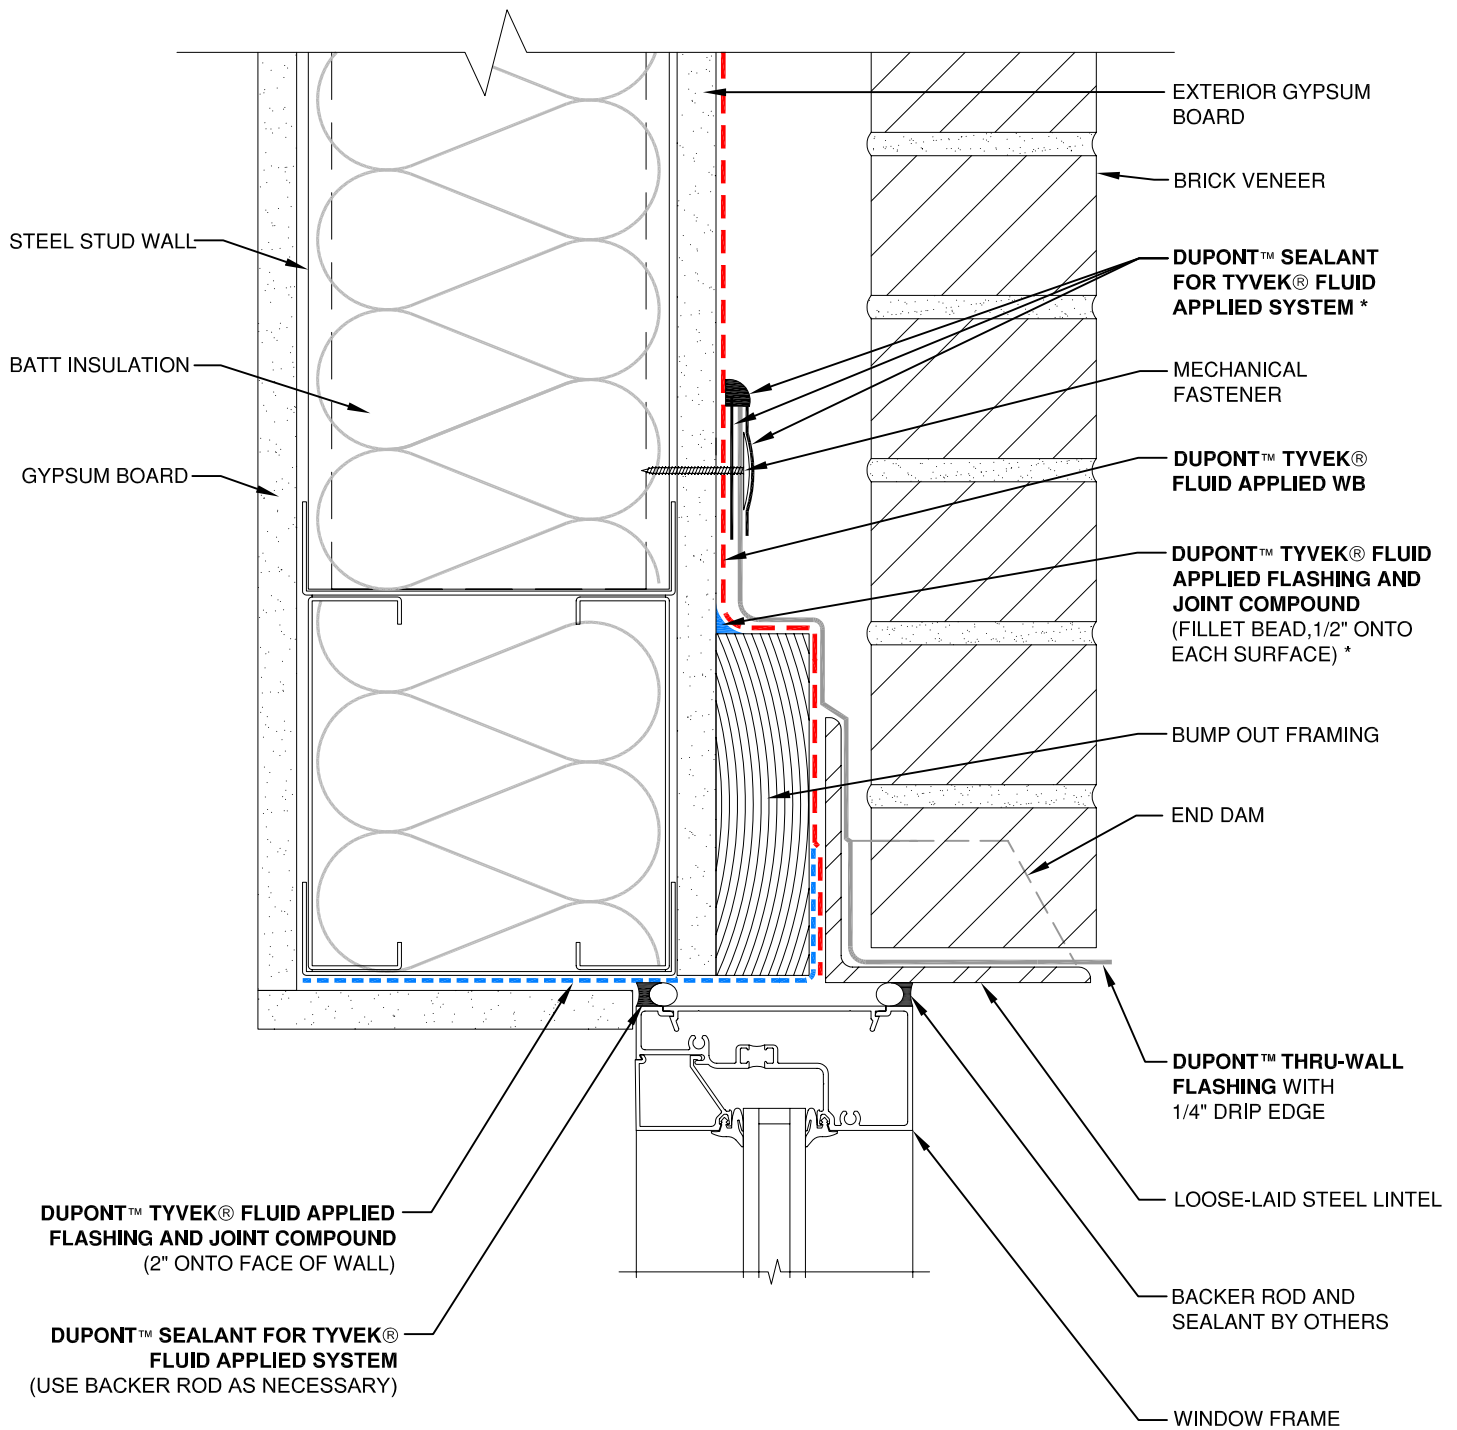 EXTERIOR GYPSUM
BOARD
BRICK VENEER
STEEL STUD WALL
DUPONT™ SEALANT
FOR TYVEK® FLUID
APPLIED SYSTEM *
BATT INSULATION
MECHANICAL
FASTENER
GYPSUM BOARD
DUPONT™ TYVEK®
FLUID APPLIED WB
DUPONT™ TYVEK® FLUID
APPLIED FLASHING AND
JOINT COMPOUND
(FILLET BEAD,1/2" ONTO
EACH SURFACE) *
BUMP OUT FRAMING
END DAM
DUPONT™ THRU-WALL
FLASHING WITH
1/4" DRIP EDGE
LOOSE-LAID STEEL LINTEL
DUPONT™ TYVEK® FLUID APPLIED
FLASHING AND JOINT COMPOUND
(2" ONTO FACE OF WALL)
BACKER ROD AND
SEALANT BY OTHERS
DUPONT™ SEALANT FOR TYVEK®
FLUID APPLIED SYSTEM
(USE BACKER ROD AS NECESSARY)
WINDOW FRAME